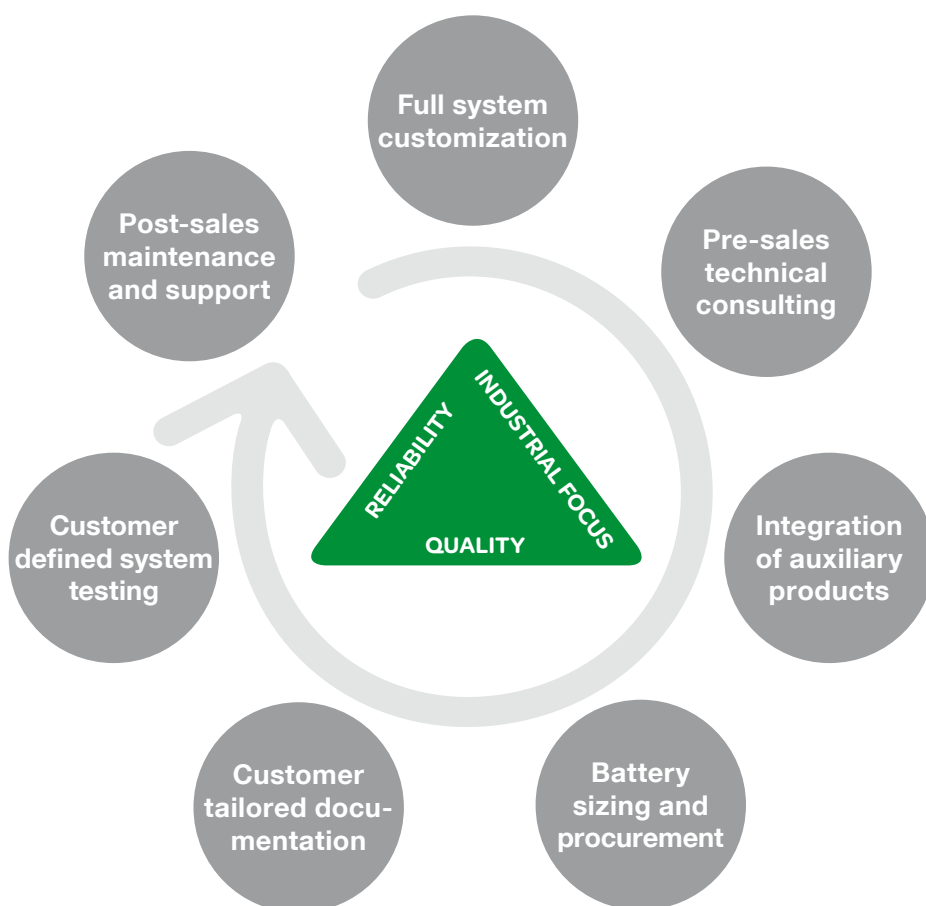 Full system
customization
Pre-sales
technical
consulting
Integration
of auxiliary
products
Battery
sizing and
procurement
Customer
tailored docu-
mentation
Customer
defined system
testing
Post-sales
maintenance
and support
RELIABILITY
INDUSTRIAL FOCUS
QUALITY